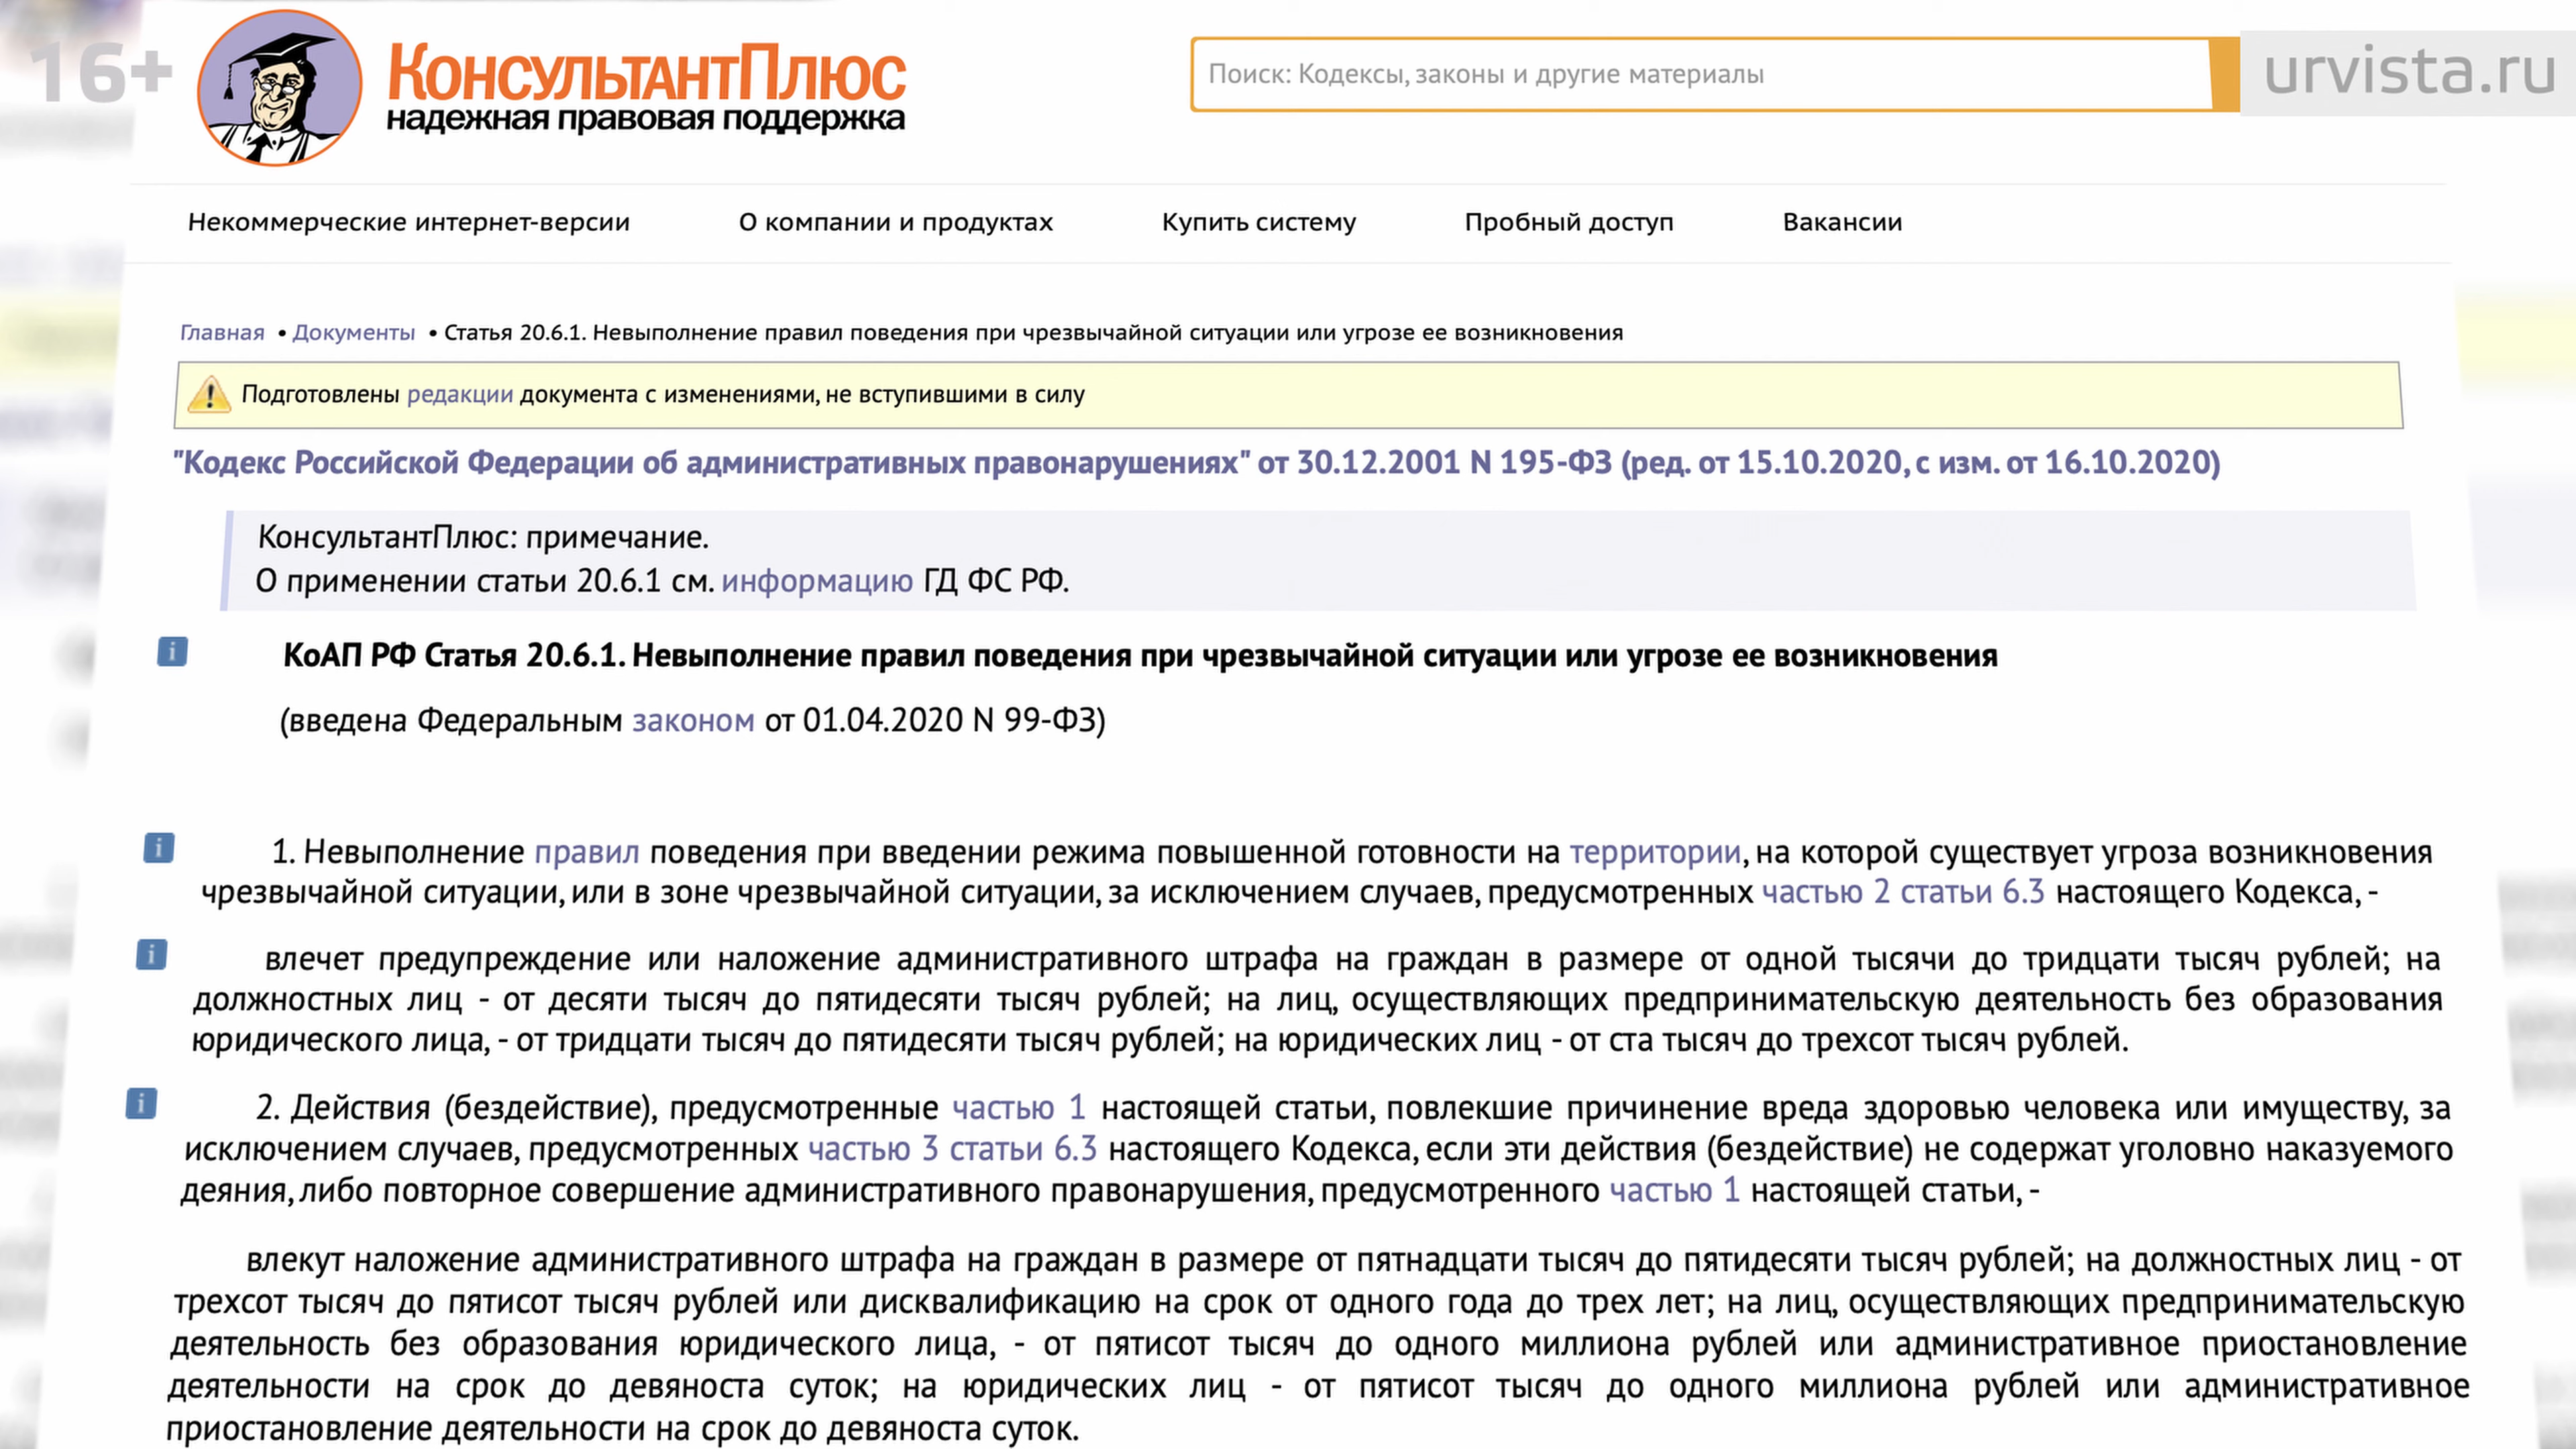 16+
КонсультантПлюс
надежная правовая поддержка
Поиск: Кодексы, законы и другие материалы
urvista.ru
Некоммерческие интернет-версии О компании и продуктах Купить систему Пробный доступ Вакансии
Главная • Документы • Статья 20.6.1. Невыполнение правил поведения при чрезвычайной ситуации или угрозе ее возникновения
Подготовлены редакции документа с изменениями, не вступившими в силу
"Кодекс Российской Федерации об административных правонарушениях" от 30.12.2001 N 195-ФЗ (ред. от 15.10.2020, с изм. от 16.10.2020)
КонсультантПлюс: примечание.
О применении статьи 20.6.1 см. информацию ГД ФС РФ.
КоАП РФ Статья 20.6.1. Невыполнение правил поведения при чрезвычайной ситуации или угрозе ее возникновения
(введена Федеральным законом от 01.04.2020 N 99-ФЗ)
1. Невыполнение правил поведения при введении режима повышенной готовности на территории, на которой существует угроза возникновения
чрезвычайной ситуации, или в зоне чрезвычайной ситуации, за исключением случаев, предусмотренных частью 2 статьи 6.3 настоящего Кодекса, -
влечет предупреждение или наложение административного штрафа на граждан в размере от одной тысячи до тридцати тысяч рублей; на
должностных лиц - от десяти тысяч до пятидесяти тысяч рублей; на лиц, осуществляющих предпринимательскую деятельность без образования
юридического лица, - от тридцати тысяч до пятидесяти тысяч рублей; на юридических лиц - от ста тысяч до трехсот тысяч рублей.
2. Действия (бездействие), предусмотренные частью 1 настоящей статьи, повлекшие причинение вреда здоровью человека или имуществу, за
исключением случаев, предусмотренных частью 3 статьи 6.3 настоящего Кодекса, если эти действия (бездействие) не содержат уголовно наказуемого
деяния, либо повторное совершение административного правонарушения, предусмотренного частью 1 настоящей статьи, -
влекут наложение административного штрафа на граждан в размере от пятнадцати тысяч до пятидесяти тысяч рублей; на должностных лиц - от
трехсот тысяч до пятисот тысяч рублей или дисквалификацию на срок от одного года до трех лет; на лиц, осуществляющих предпринимательскую
деятельность без образования юридического лица, - от пятисот тысяч до одного миллиона рублей или административное приостановление
деятельности на срок до девяноста суток; на юридических лиц - от пятисот тысяч до одного миллиона рублей или административное
приостановление деятельности на срок до девяноста суток.